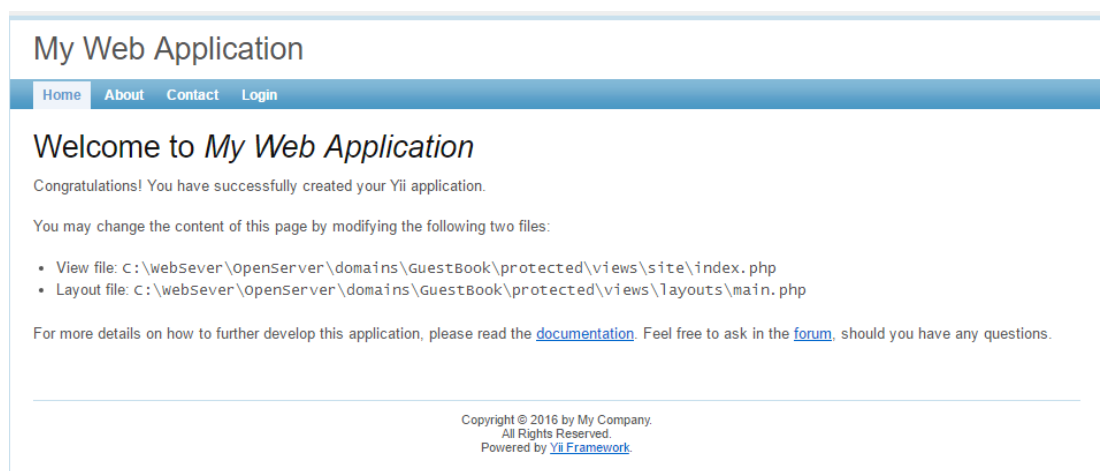 My Web Application
Home About Contact Login
Welcome to My Web Application
Congratulations! You have successfully created your Yii application.
You may change the content of this page by modifying the following two files:
• View file: C:\WebSever\OpenServer\domains\GuestBook\protected\views\site\index.php
• Layout file: C:\WebSever\OpenServer\domains\GuestBook\protected\views\layouts\main.php
For more details on how to further develop this application, please read the documentation. Feel free to ask in the forum, should you have any questions.
Copyright © 2016 by My Company.
All Rights Reserved.
Powered by Yii Framework.